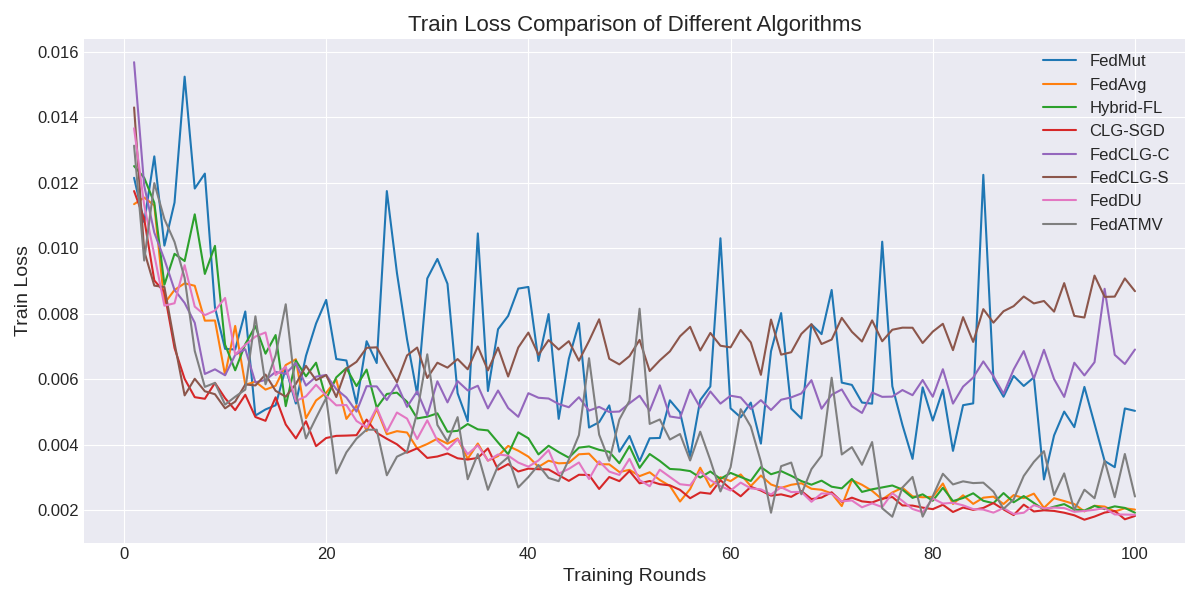 Train Loss Comparison of Different Algorithms
0.016
0.014
0.012
0.010
0.008
0.006
0.004
0.002
Train Loss
0
20
40
60
80
100
Training Rounds
FedMut
FedAvg
Hybrid-FL
CLG-SGD
FedCLG-C
FedCLG-S
FedDU
FedATMV